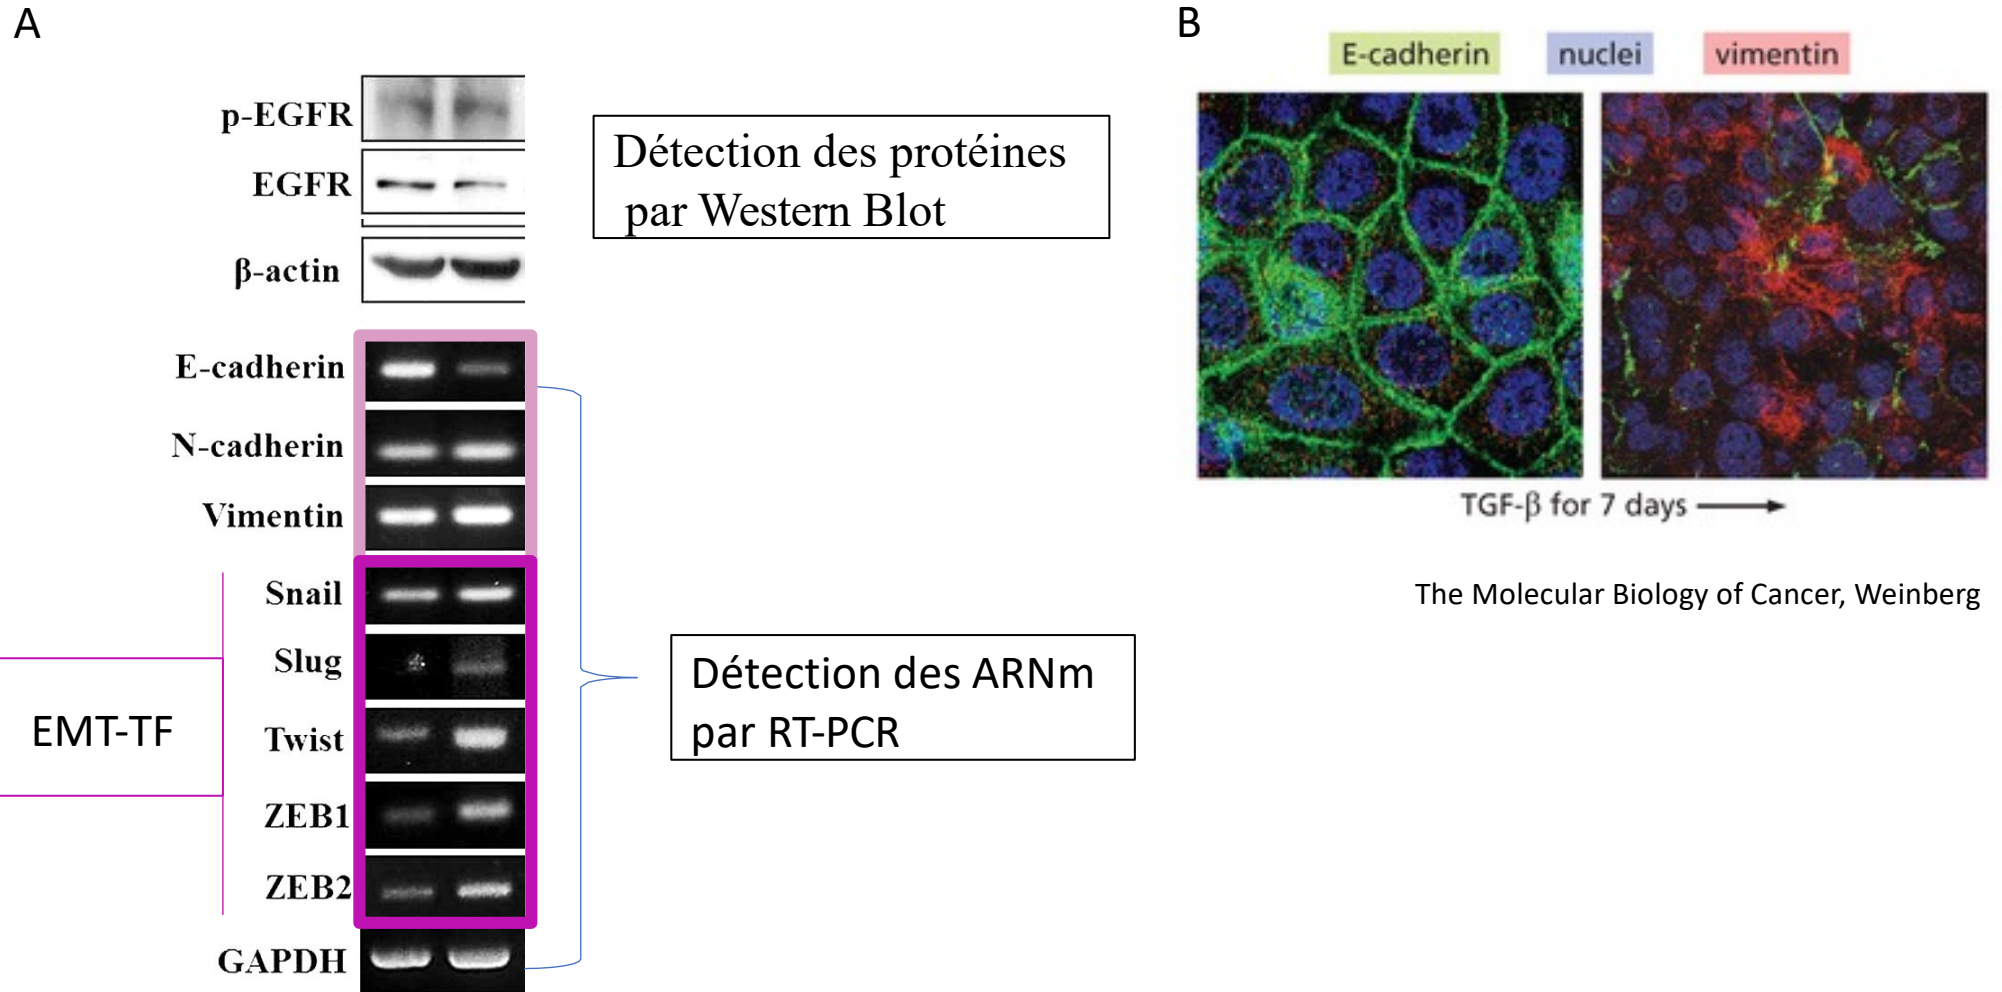 A
p-EGFR
EGFR
β-actin
Détection des protéines
par Western Blot
E-cadherin
N-cadherin
Vimentin
Snail
Slug
Twist
ZEB1
ZEB2
GAPDH
EMT-TF
Détection des ARNm
par RT-PCR
B
E-cadherin nuclei vimentin
TGF-β for 7 days
The Molecular Biology of Cancer, Weinberg